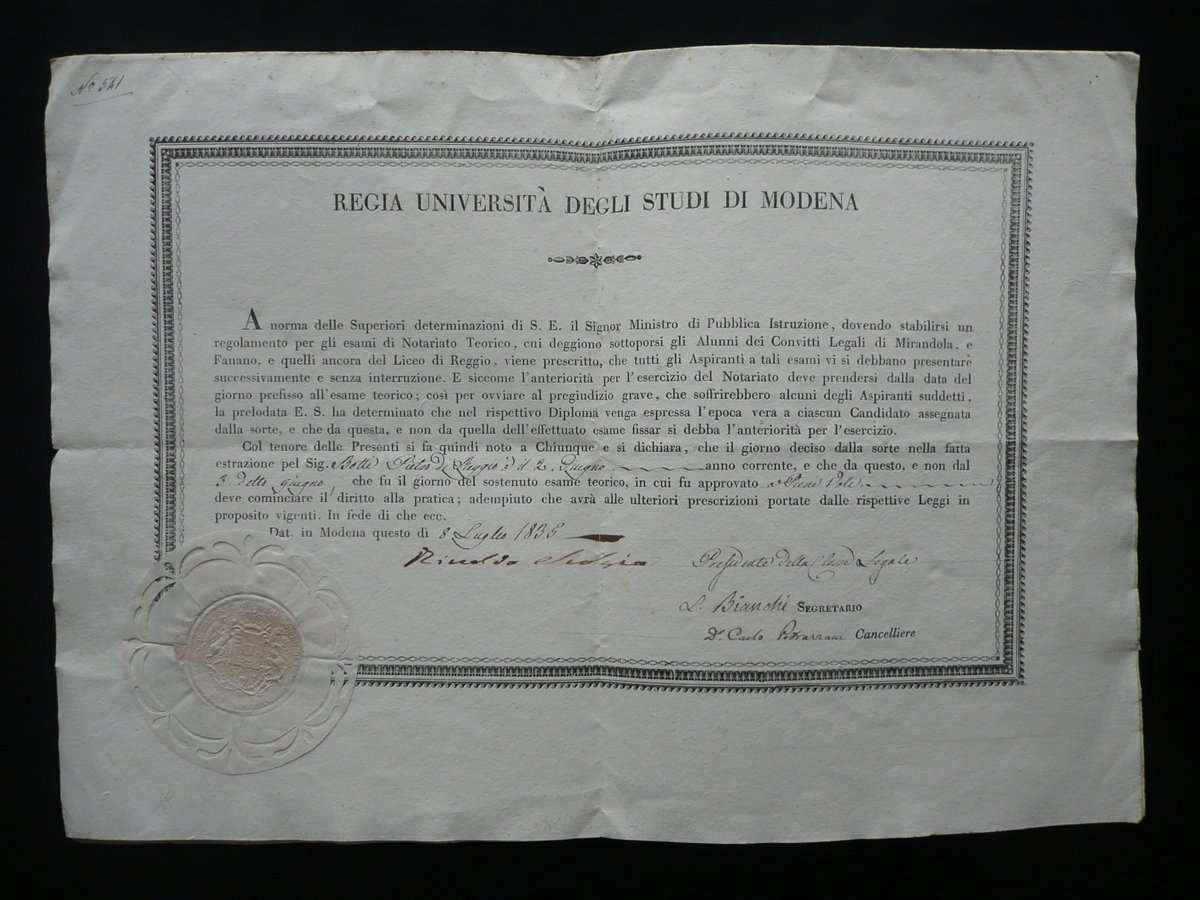 No 541
REGIA UNIVERSITÀ DEGLI STUDI DI MODENA
A norma delle Superiori determinazioni di S. E. il Signor Ministro di Pubblica Istruzione, dovendo stabilirsi un
regolamento per gli esami di Notariato Teorico, cui deggiono sottoporsi gli Alunni dei Convitti Legali di Mirandola, e
Fanano, e quelli ancora del Liceo di Reggio, viene prescritto, che tutti gli Aspiranti a tali esami vi si debbano presentare
successivamente e senza interruzione. E siccome l'anteriorità per l'esercizio del Notariato deve prendersi dalla data del
giorno prefisso all'esame teorico; così per ovviare al pregiudizio grave, che soffrirebbero alcuni degli Aspiranti suddetti,
la prelodata E. S. ha determinato che nel rispettivo Diploma venga espressa l'epoca vera a ciascun Candidato assegnata
dalla sorte, e che da questa, e non da quella dell'effettuato esame fissar si debba l'anteriorità per l'esercizio.
Col tenore delle Presenti si fa quindi noto a Chiunque e si dichiara, che il giorno deciso dalla sorte nella fatta
estrazione pel Sig. di Reggio è il 2. Giugno anno corrente, e che da questo, e non dal
3 detto giugno, che fu il giorno del sostenuto esame teorico, in cui fu approvato a Pieni Voti
deve cominciare il diritto alla pratica; adempiuto che avrà alle ulteriori prescrizioni portate dalle rispettive Leggi in
proposito vigenti. In fede di che ecc.
Dat. in Modena questo dì 8 Luglio 1835
Presidente della Classe Legale
L. Bianchi SEGRETARIO
Dr. Carlo Cancelliere